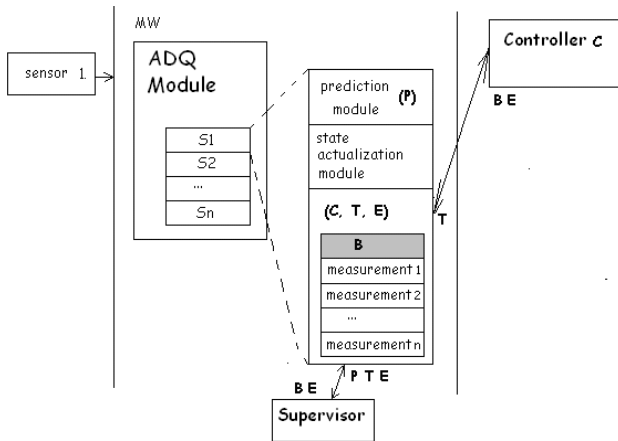 MW
sensor 1
ADQ
Module
S1
S2
...
Sn
prediction
module (P)
state
actualization
module
(C, T, E)
B
measurement 1
measurement 2
...
measurement n
Controller C
B E
T
B E
P T E
Supervisor